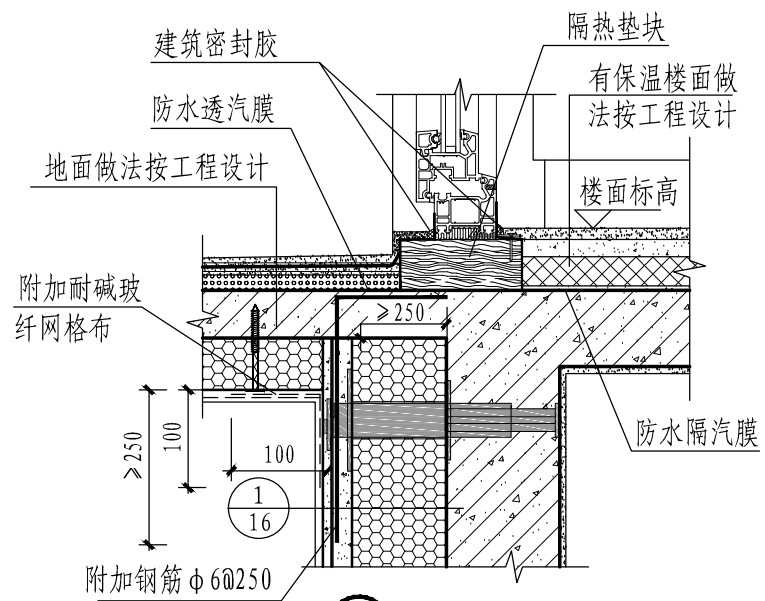 建筑密封胶
隔热垫块
有保温楼面做
法按工程设计
防水透汽膜
地面做法按工程设计
楼面标高
附加耐碱玻
纤网格布
≥250
防水隔汽膜
≥250
100
100
1
16
附加钢筋ф6@250